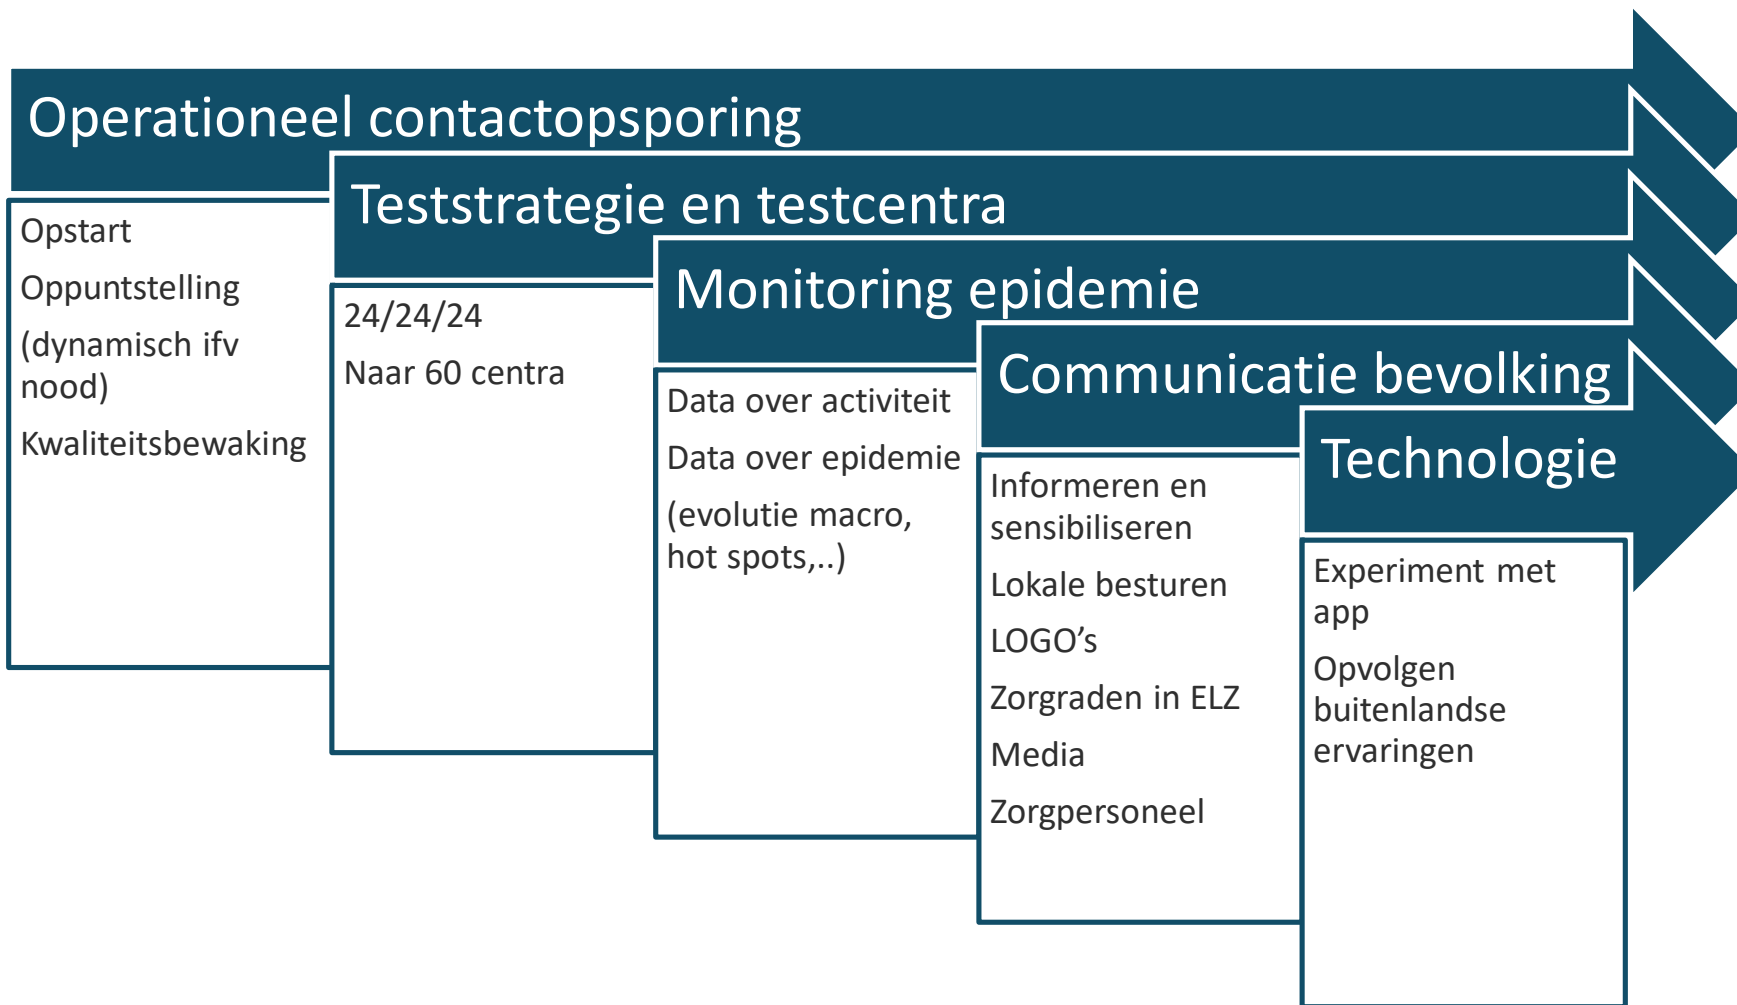 Operationeel contactopsporing
Opstart
Oppuntstelling
(dynamisch ifv
nood)
Kwaliteitsbewaking
Teststrategie en testcentra
24/24/24
Naar 60 centra
Monitoring epidemie
Data over activiteit
Data over epidemie
(evolutie macro,
hot spots,..)
Communicatie bevolking
Informeren en
sensibiliseren
Lokale besturen
LOGO’s
Zorgraden in ELZ
Media
Zorgpersoneel
Technologie
Experiment met
app
Opvolgen
buitenlandse
ervaringen